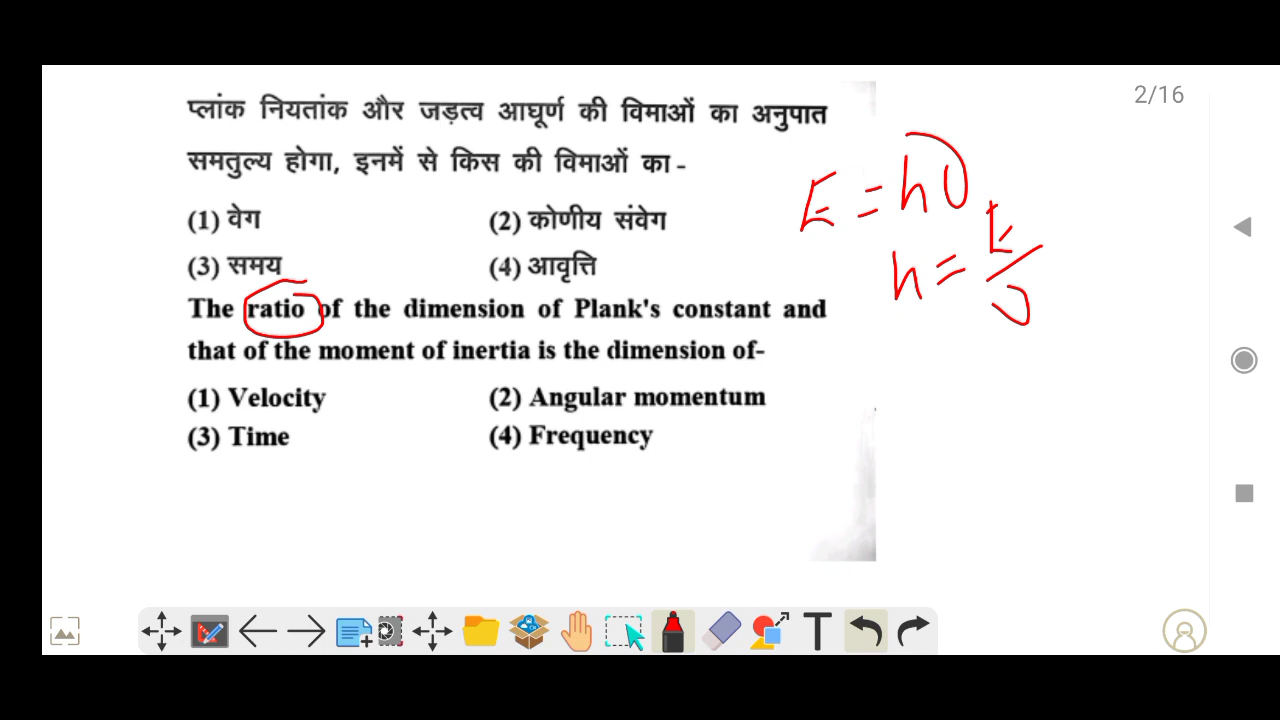 2/16
प्लांक नियतांक और जड़त्व आघूर्ण की विमाओं का अनुपात
समतुल्य होगा, इनमें से किस की विमाओं का -
(1) वेग (2) कोणीय संवेग
(3) समय (4) आवृत्ति
The ratio of the dimension of Plank's constant and
that of the moment of inertia is the dimension of-
(1) Velocity (2) Angular momentum
(3) Time (4) Frequency
E = hυ
h = E/υ
T